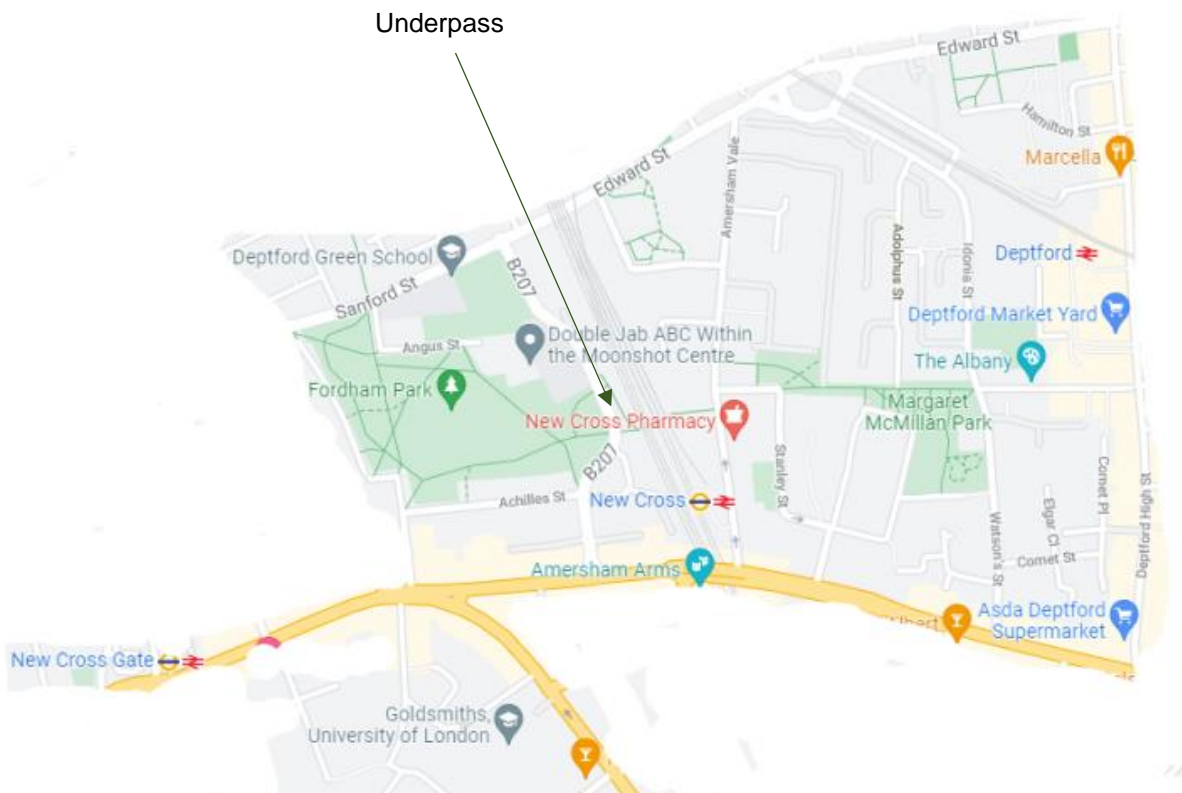 Underpass
Edward St
Hamilton St
Marcella
Edward St
Amersham Vale
Adolphus St
Idonia St
Deptford
Deptford Green School
B207
Sanford St
Deptford Market Yard
Double Jab ABC Within
the Moonshot Centre
Angus St
The Albany
Fordham Park
Margaret
McMillan Park
New Cross Pharmacy
B207
Stanley St
Achilles St
New Cross
Watson's St
Elgar Cl
Comet Pl
Deptford High St
Comet St
Amersham Arms
Asda Deptford
Supermarket
New Cross Gate
Goldsmiths,
University of London